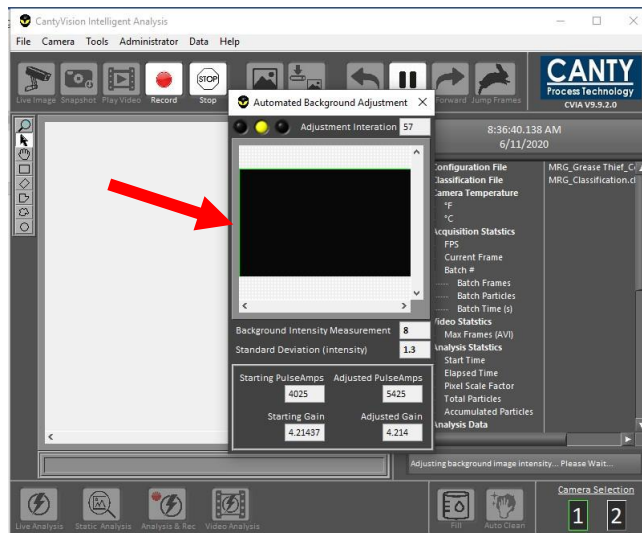 CantyVision Intelligent Analysis
File Camera Tools Administrator Data Help
Live Image Snapshot Play Video Record Stop
STOP
Forward Jump Frames
CANTY
Process Technology
CVIA V9.9.2.0
Automated Background Adjustment
Adjustment Interation 57
8:36:40.138 AM
6/11/2020
Configuration File MRG_Grease Thief_C
Classification File MRG_Classification.cl
Camera Temperature
°F
°C
Acquisition Statstics
FPS
Current Frame
Batch #
Batch Frames
Batch Particles
Batch Time (s)
Video Statstics
Max Frames (AVI)
Analysis Statstics
Start Time
Elapsed Time
Pixel Scale Factor
Total Particles
Accumulated Particles
Analysis Data
Background Intensity Measurement 8
Standard Deviation (intensity) 1.3
Starting PulseAmps Adjusted PulseAmps
4025 5425
Starting Gain Adjusted Gain
4.21437 4.214
Adjusting background image intensity... Please Wait...
Live Analysis Static Analysis Analysis & Rec Video Analysis
Fill Auto Clean
Camera Selection
1 2